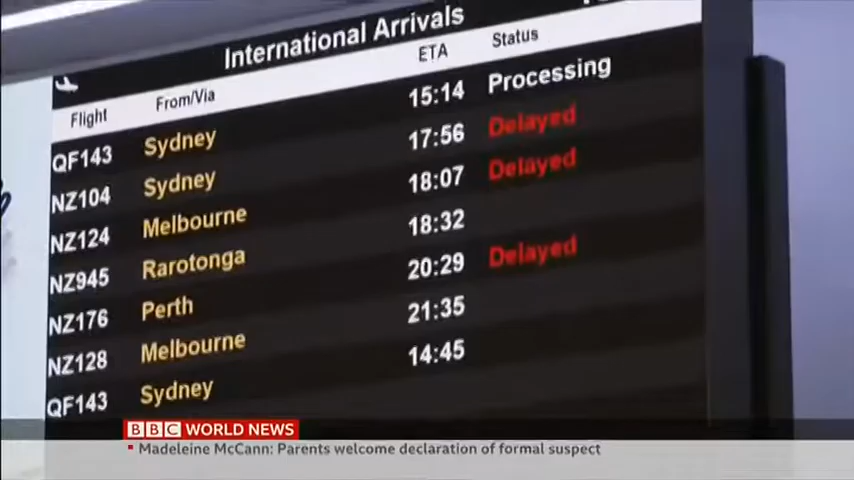 International Arrivals
Flight From/Via ETA Status
QF143 Sydney 15:14 Processing
NZ104 Sydney 17:56 Delayed
NZ124 Melbourne 18:07 Delayed
NZ945 Rarotonga 18:32
NZ176 Perth 20:29 Delayed
NZ128 Melbourne 21:35
QF143 Sydney 14:45
BBC WORLD NEWS
Madeleine McCann: Parents welcome declaration of formal suspect